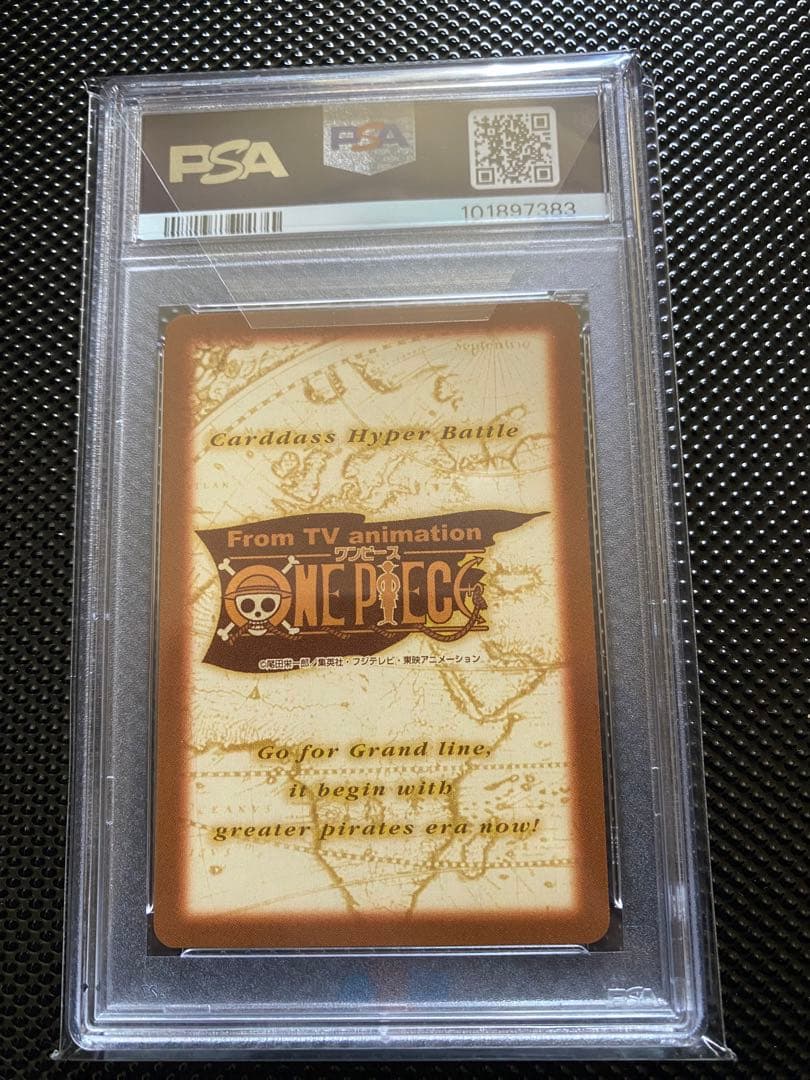 PSA
PSA
101897383
septentrio
Carddass Hyper Battle
From TV animation
ワンピース
ONE PIECE
©尾田栄一郎/集英社・フジテレビ・東映アニメーション
Go for Grand line,
it begin with
greater pirates era now!
PSA